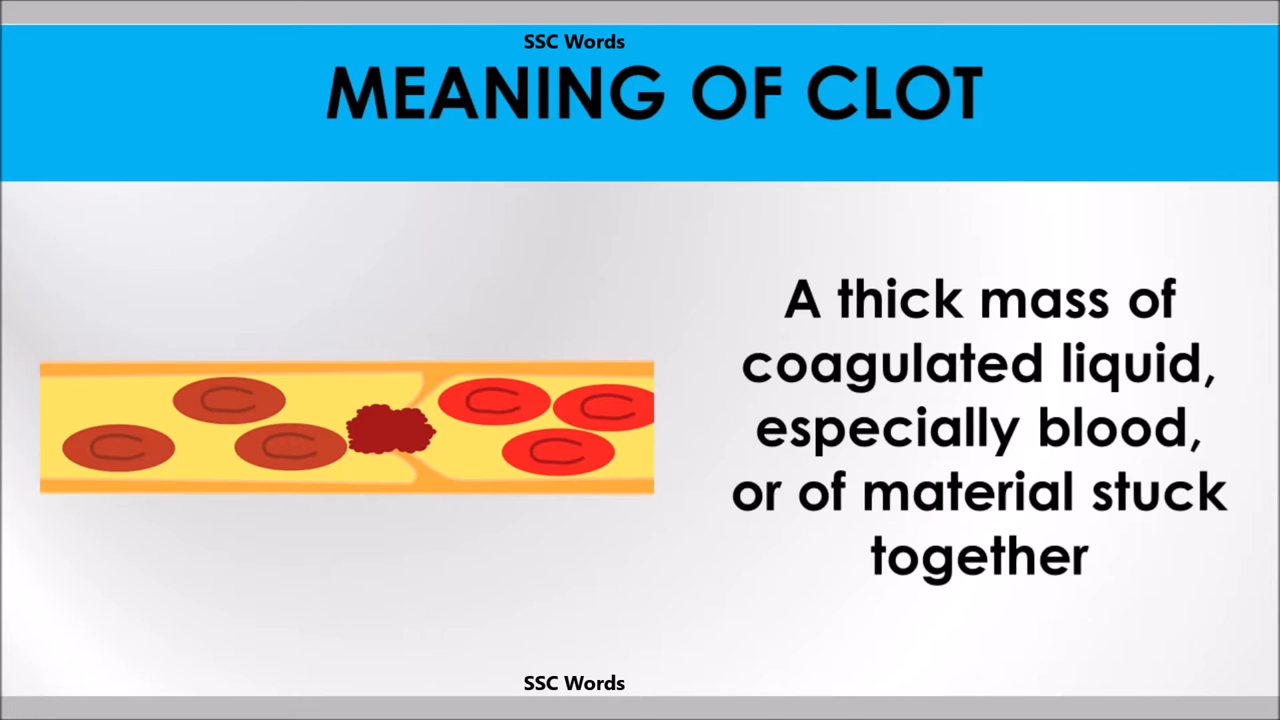 SSC Words
MEANING OF CLOT
A thick mass of
coagulated liquid,
especially blood,
or of material stuck
together
SSC Words